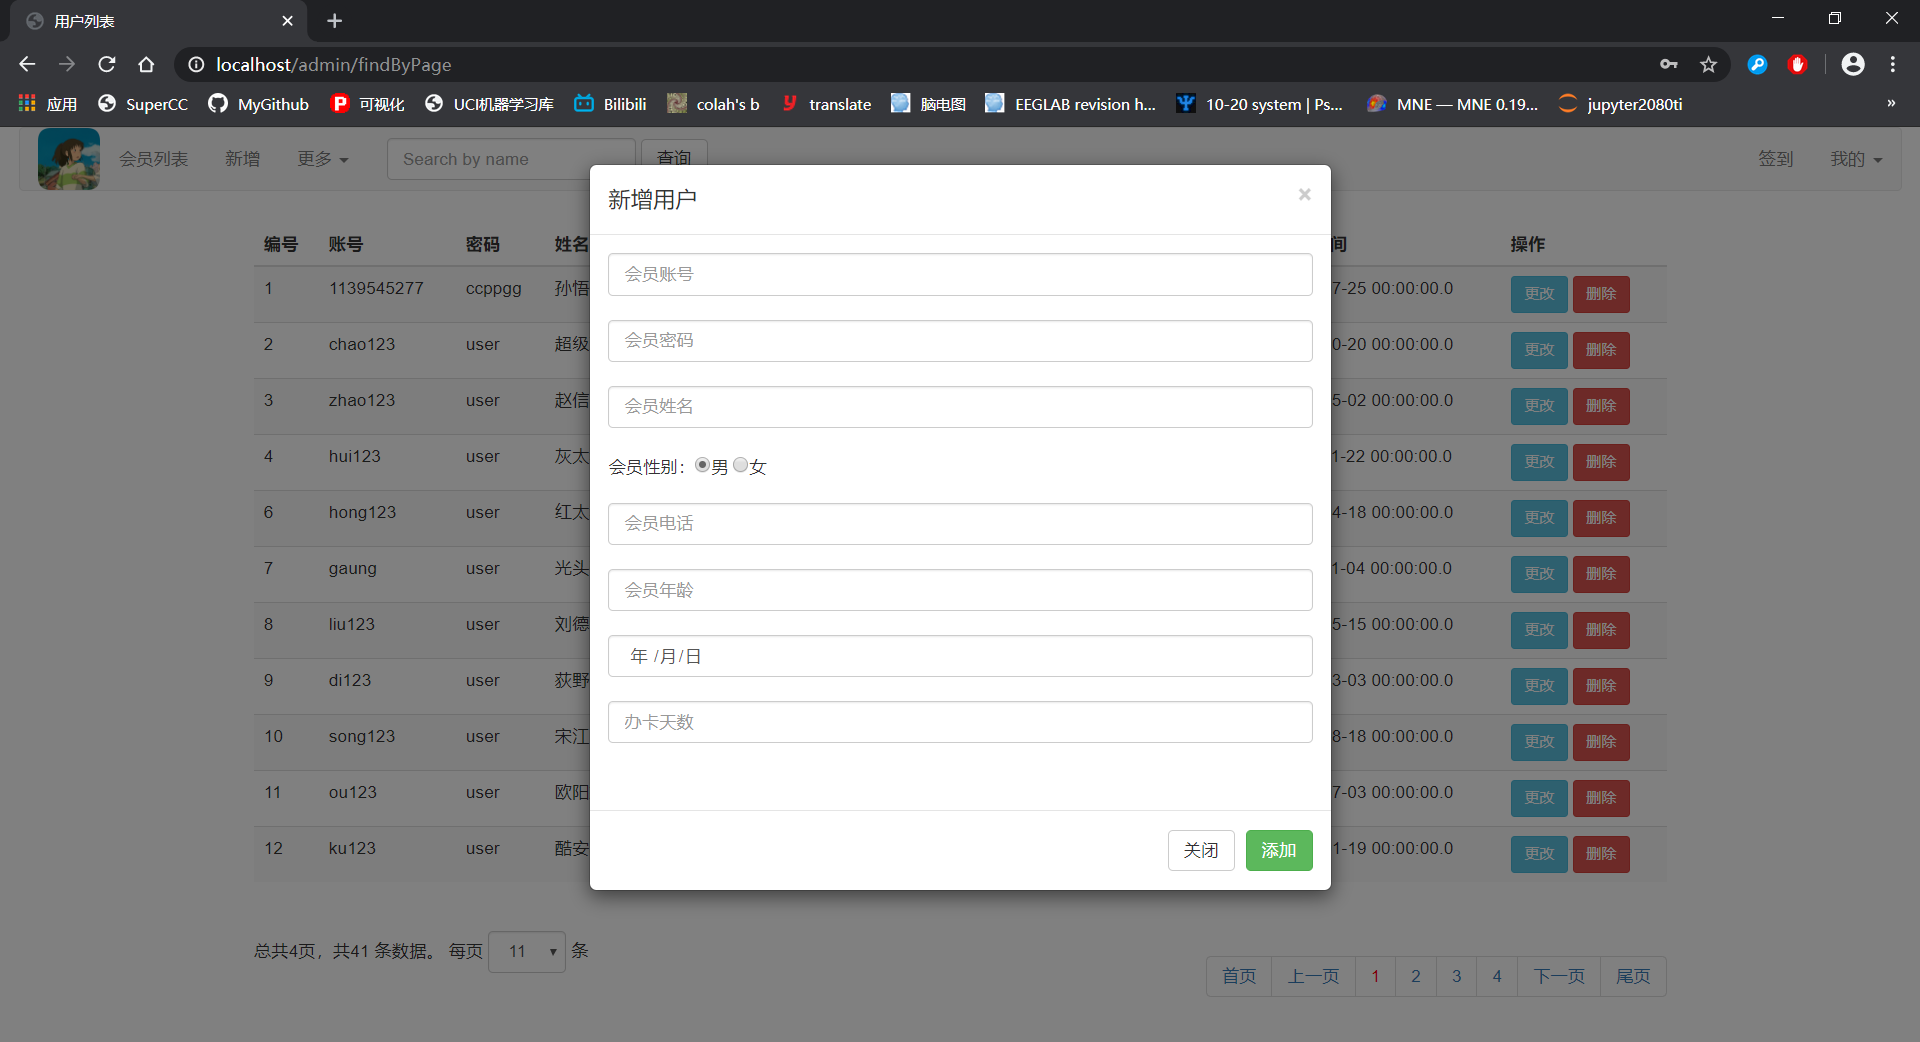 用户列表
localhost/admin/findByPage
应用 SuperCC MyGithub 可视化 UCI机器学习库 Bilibili colah's b translate 脑电图 EEGLAB revision h... 10-20 system | Ps... MNE — MNE 0.19... jupyter2080ti »
会员列表 新增 更多 Search by name 查询 签到 我的
新增用户 ×
编号 账号 密码 姓名 间 操作
会员账号
1 1139545277 ccppgg 孙悟 7-25 00:00:00.0 更改 删除
会员密码
2 chao123 user 超级 0-20 00:00:00.0 更改 删除
会员姓名
3 zhao123 user 赵信 5-02 00:00:00.0 更改 删除
会员性别：男 女
4 hui123 user 灰太 1-22 00:00:00.0 更改 删除
会员电话
6 hong123 user 红太 4-18 00:00:00.0 更改 删除
会员年龄
7 gaung user 光头 1-04 00:00:00.0 更改 删除
8 liu123 user 刘德 5-15 00:00:00.0 更改 删除
年 /月/日
9 di123 user 荻野 3-03 00:00:00.0 更改 删除
办卡天数
10 song123 user 宋江 8-18 00:00:00.0 更改 删除
11 ou123 user 欧阳 7-03 00:00:00.0 更改 删除
12 ku123 user 酷安 1-19 00:00:00.0 更改 删除
关闭 添加
总共4页，共41 条数据。 每页 11 条
首页 上一页 1 2 3 4 下一页 尾页